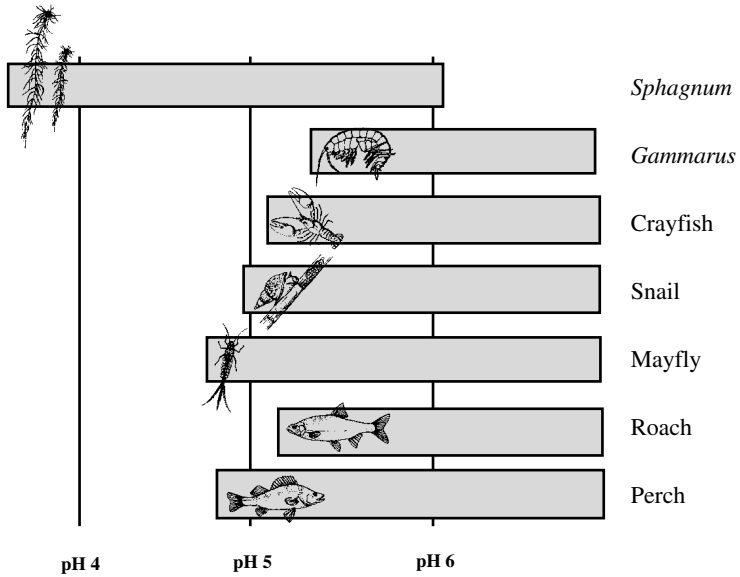 Sphagnum
Gammarus
Crayfish
Snail
Mayfly
Roach
Perch
pH 4 pH 5 pH 6